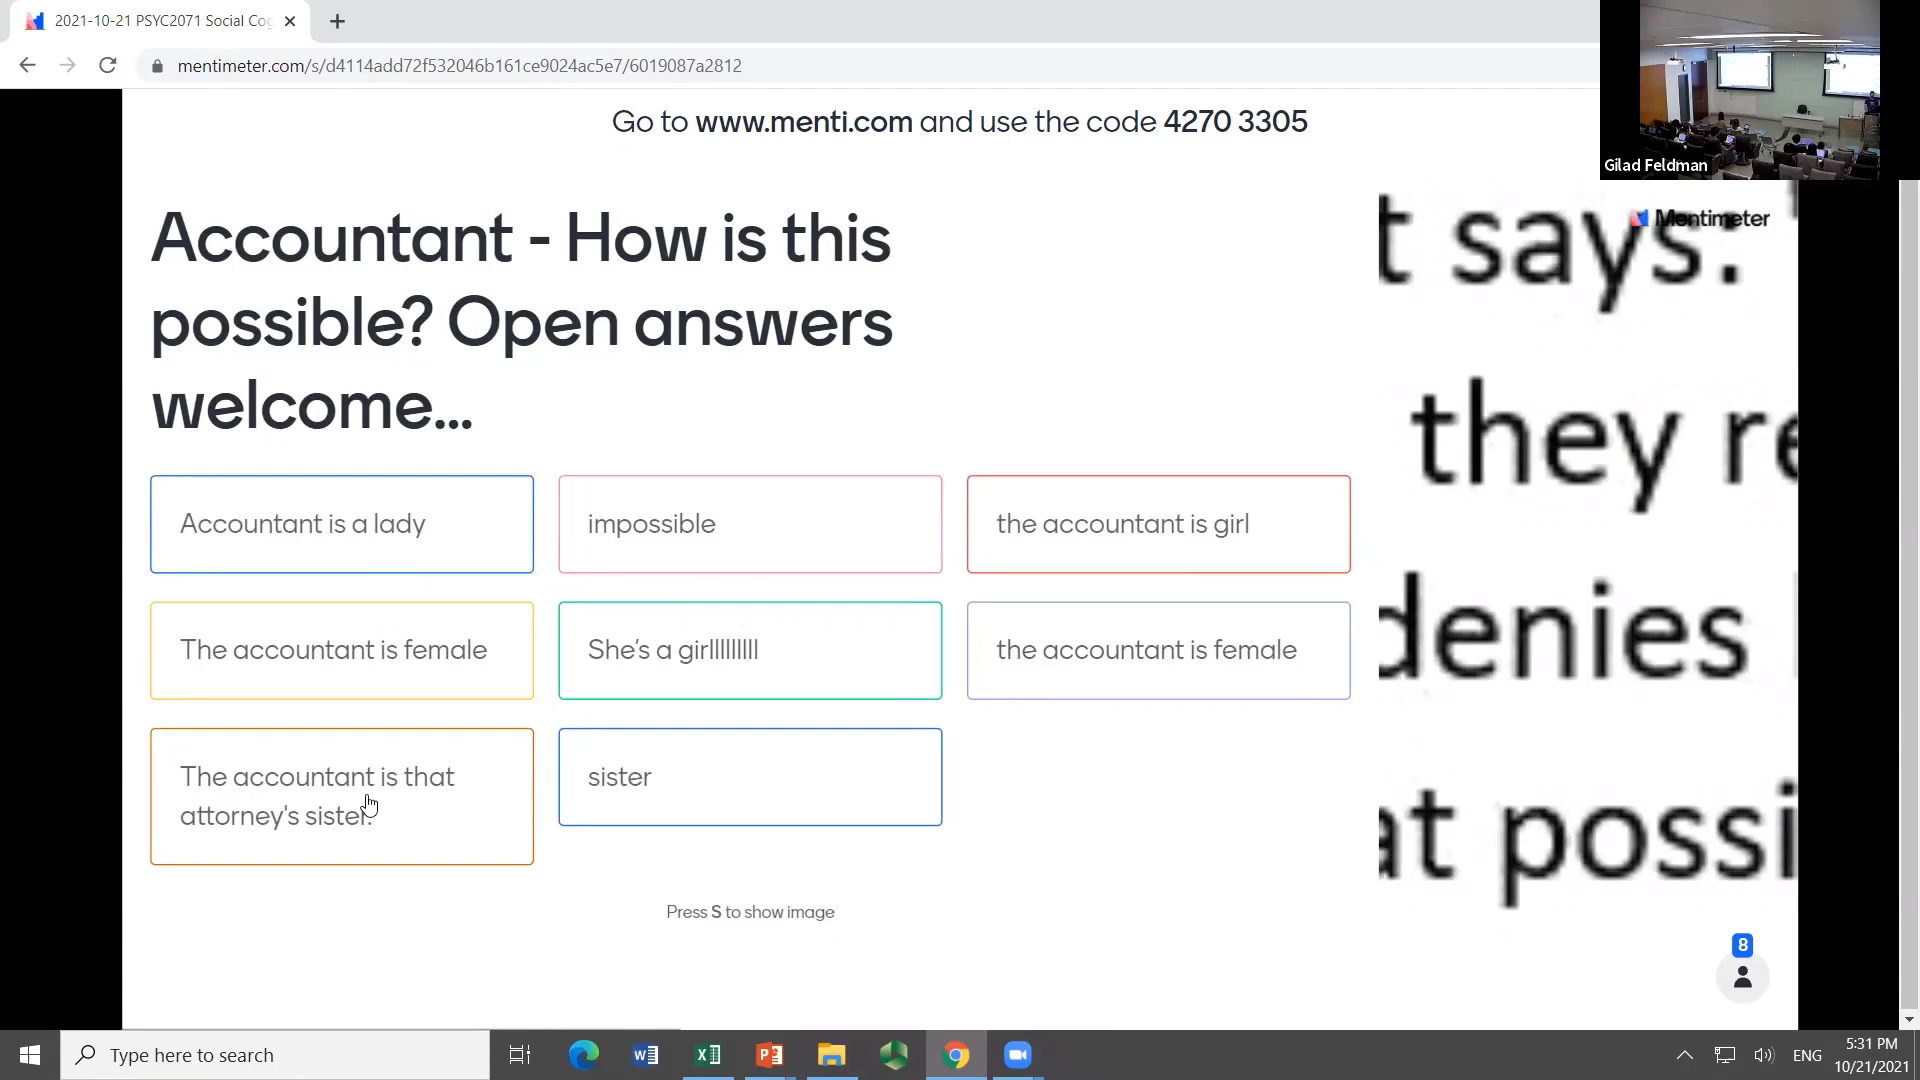 2021-10-21 PSYC2071 Social Cog
mentimeter.com/s/d4114add72f532046b161ce9024ac5e7/6019087a2812
Gilad Feldman
Go to www.menti.com and use the code 4270 3305
Mentimeter
Accountant - How is this
possible? Open answers
welcome...
t says:
they re
denies
at possi
Accountant is a lady
impossible
the accountant is girl
The accountant is female
She's a girlllllllll
the accountant is female
The accountant is that
attorney's sister.
sister
Press S to show image
8
Type here to search
ENG
5:31 PM
10/21/2021